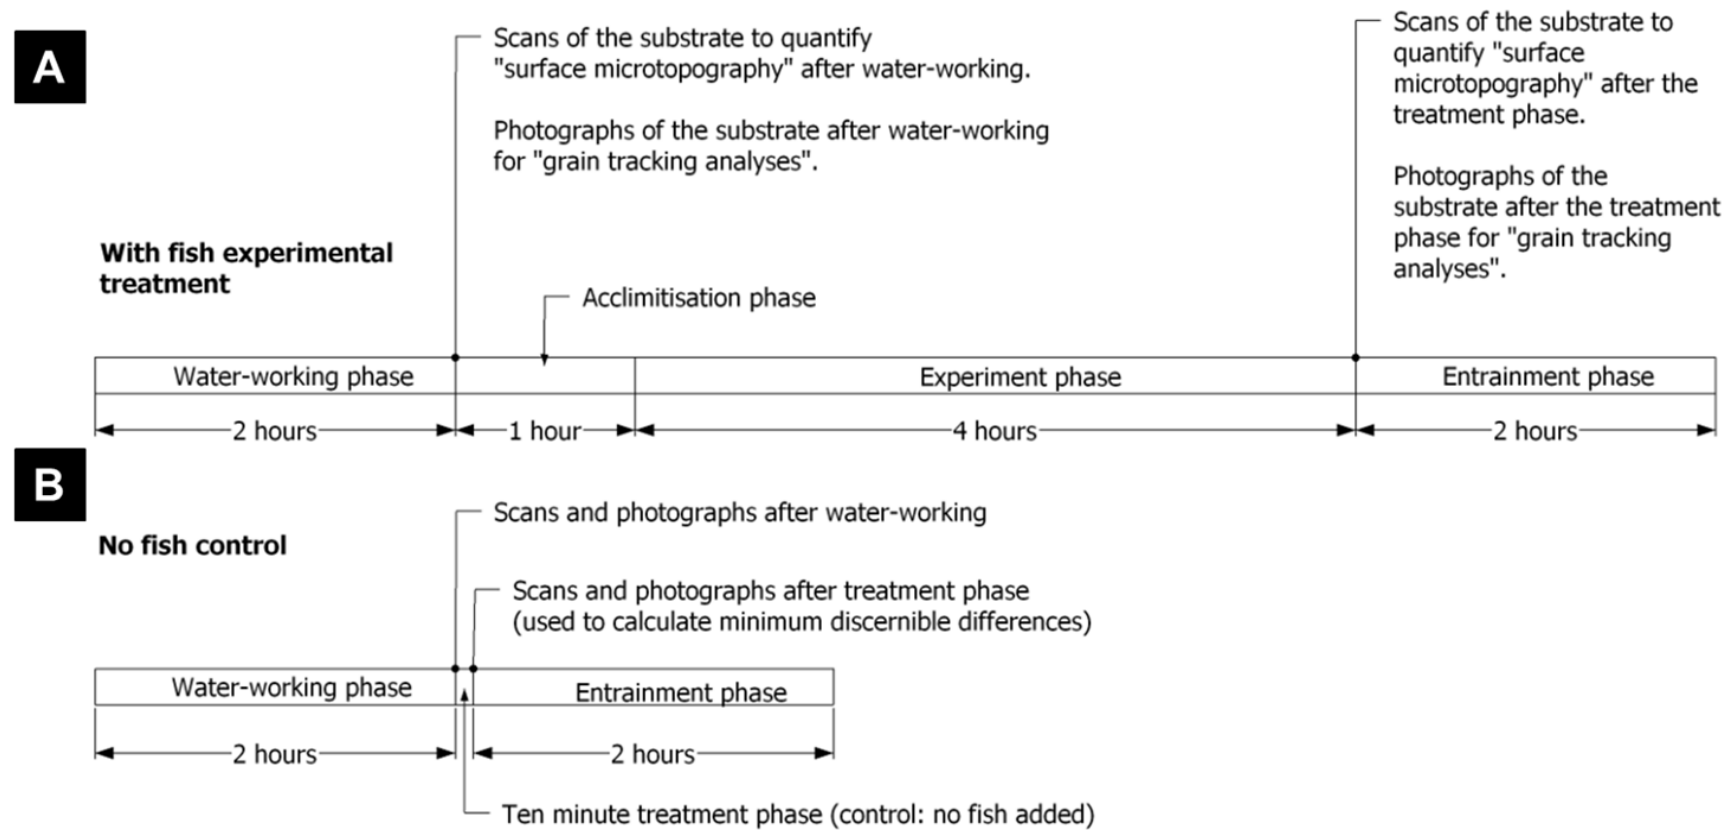 A
Scans of the substrate to quantify
"surface microtopography" after water-working.
Photographs of the substrate after water-working
for "grain tracking analyses".
Scans of the substrate to
quantify "surface
microtopography" after the
treatment phase.
Photographs of the
substrate after the treatment
phase for "grain tracking
analyses".
With fish experimental
treatment
Acclimitisation phase
Water-working phase
Experiment phase
Entrainment phase
2 hours
1 hour
4 hours
2 hours
B
No fish control
Scans and photographs after water-working
Scans and photographs after treatment phase
(used to calculate minimum discernible differences)
Water-working phase
Entrainment phase
2 hours
2 hours
Ten minute treatment phase (control: no fish added)